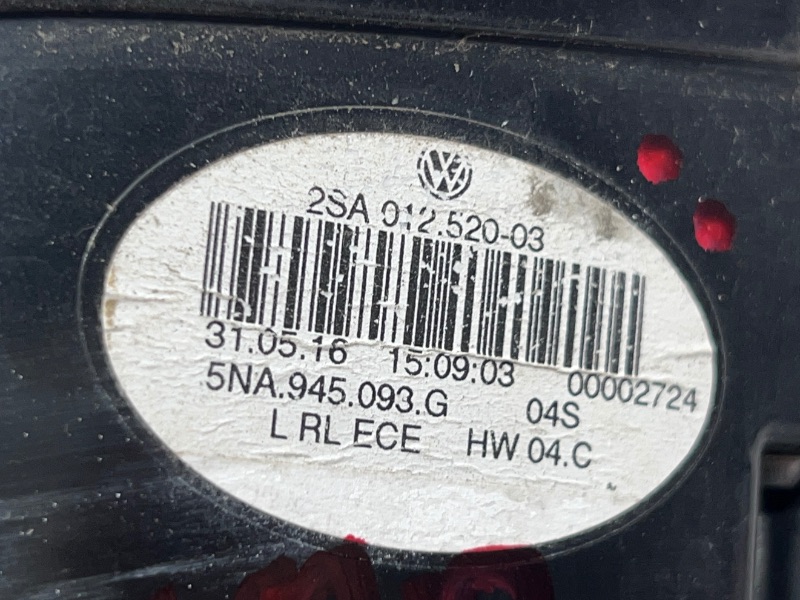 2SA 012.520-03
31.05.16 15:09:03 00002724
5NA.945.093.G 04S
L RL ECE HW 04.C